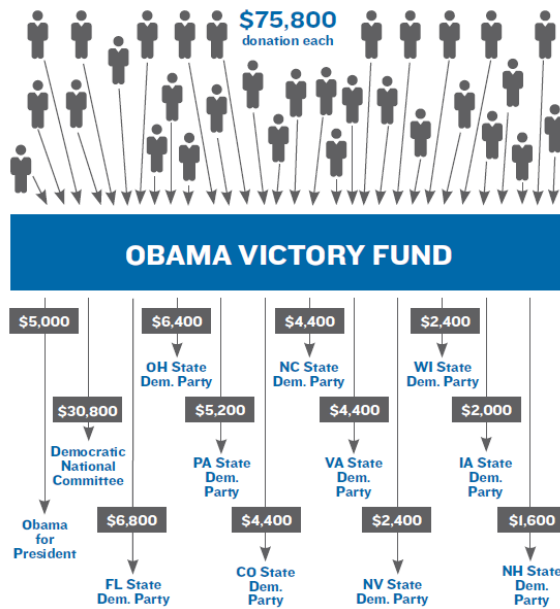 $75,800
donation each
OBAMA VICTORY FUND
$5,000
$6,400
$4,400
$2,400
OH State
Dem. Party
NC State
Dem. Party
WI State
Dem. Party
$30,800
$5,200
$4,400
$2,000
Democratic
National
Committee
PA State
Dem.
Party
VA State
Dem.
Party
IA State
Dem.
Party
Obama
for
President
$6,800
$4,400
$2,400
$1,600
FL State
Dem. Party
CO State
Dem.
Party
NV State
Dem. Party
NH State
Dem.
Party